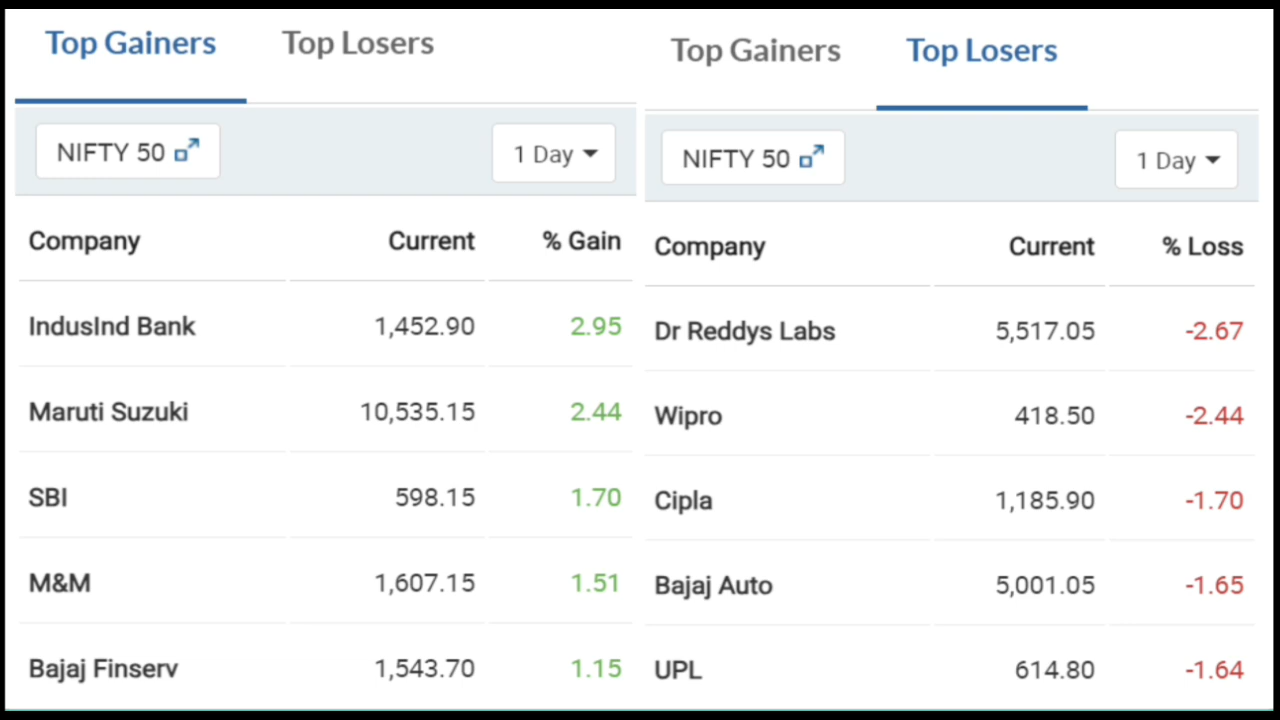 Top Gainers Top Losers
NIFTY 50 1 Day
Company Current % Gain
IndusInd Bank 1,452.90 2.95
Maruti Suzuki 10,535.15 2.44
SBI 598.15 1.70
M&M 1,607.15 1.51
Bajaj Finserv 1,543.70 1.15
Top Gainers Top Losers
NIFTY 50 1 Day
Company Current % Loss
Dr Reddys Labs 5,517.05 -2.67
Wipro 418.50 -2.44
Cipla 1,185.90 -1.70
Bajaj Auto 5,001.05 -1.65
UPL 614.80 -1.64